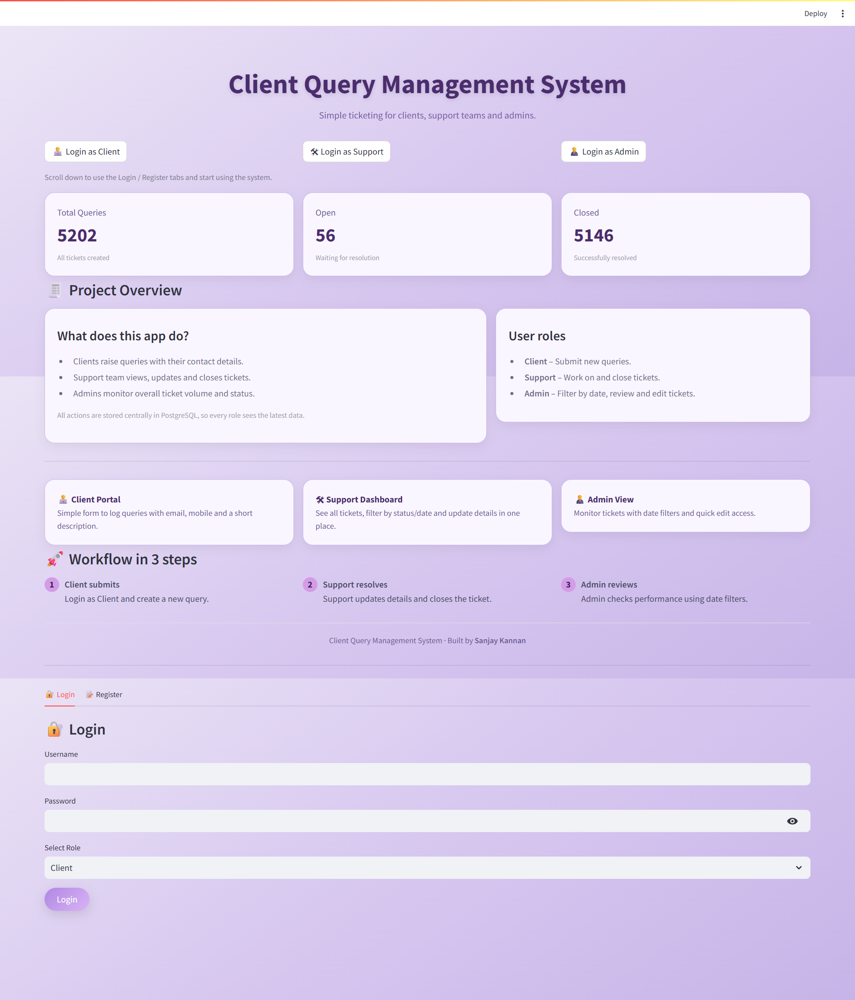 Deploy
Client Query Management System
Simple ticketing for clients, support teams and admins.
Login as Client
Login as Support
Login as Admin
Scroll down to use the Login / Register tabs and start using the system.
Total Queries
5202
All tickets created
Open
56
Waiting for resolution
Closed
5146
Successfully resolved
Project Overview
What does this app do?
Clients raise queries with their contact details.
Support team views, updates and closes tickets.
Admins monitor overall ticket volume and status.
All actions are stored centrally in PostgreSQL, so every role sees the latest data.
User roles
Client – Submit new queries.
Support – Work on and close tickets.
Admin – Filter by date, review and edit tickets.
Client Portal
Simple form to log queries with email, mobile and a short
description.
Support Dashboard
See all tickets, filter by status/date and update details in one
place.
Admin View
Monitor tickets with date filters and quick edit access.
Workflow in 3 steps
1 Client submits
Login as Client and create a new query.
2 Support resolves
Support updates details and closes the ticket.
3 Admin reviews
Admin checks performance using date filters.
Client Query Management System · Built by Sanjay Kannan
Login
Register
Login
Username
Password
Select Role
Client
Login